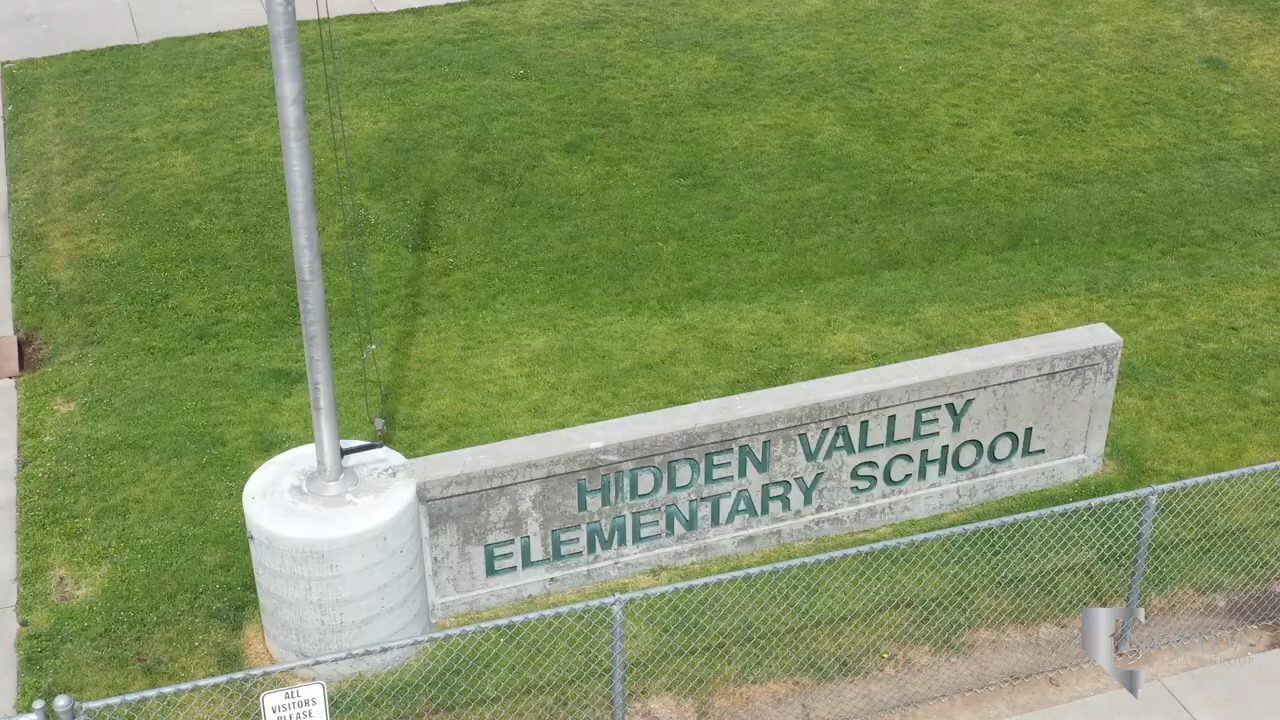 HIDDEN VALLEY
ELEMENTARY SCHOOL
ALL
VISITORS
PLEASE